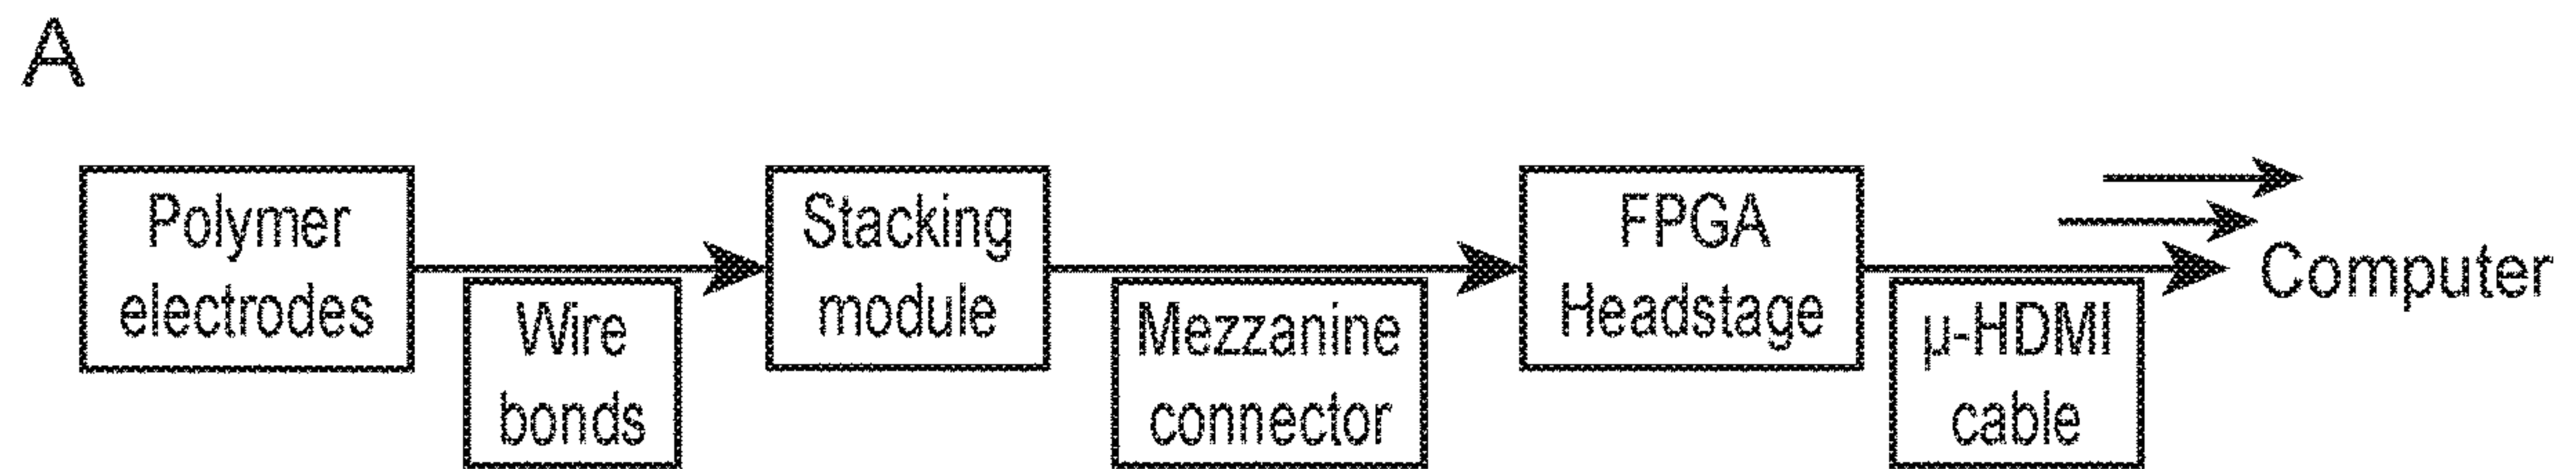 A
Polymer
electrodes
Wire
bonds
Stacking
module
Mezzanine
connector
FPGA
Headstage
μ-HDMI
cable
Computer